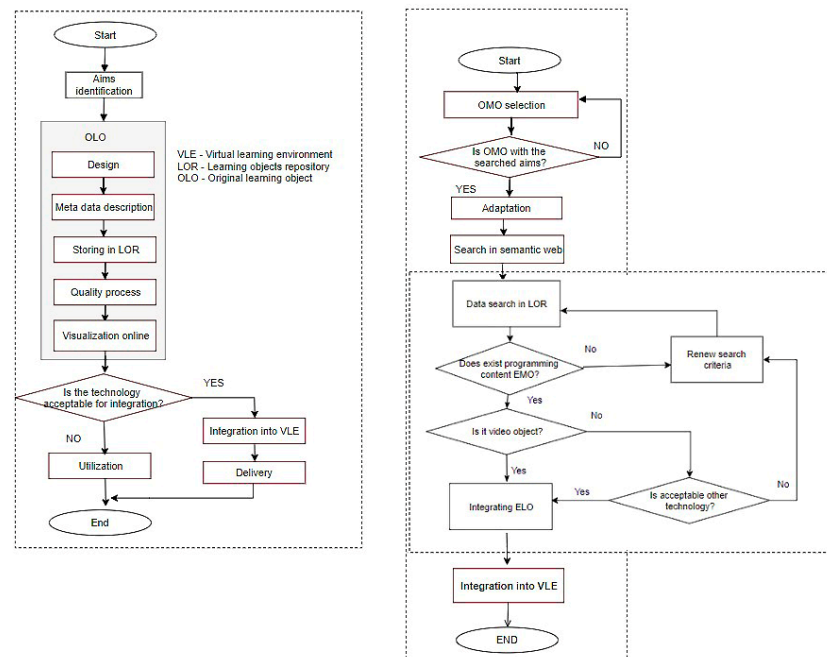 Start
Aims
identification
OLO
Design
Meta data description
Storing in LOR
Quality process
Visualization online
VLE - Virtual learning environment
LOR - Learning objects repository
OLO - Original learning object
Is the technology
acceptable for integration?
YES
NO
Integration into VLE
Utilization
Delivery
End
Start
OMO selection
Is OMO with the
searched aims?
NO
YES
Adaptation
Search in semantic web
Data search in LOR
Does exist programming
content EMO?
No
Renew search
criteria
Yes
Is it video object?
No
Yes
Integrating ELO
Yes
Is acceptable other
technology?
No
Integration into VLE
END